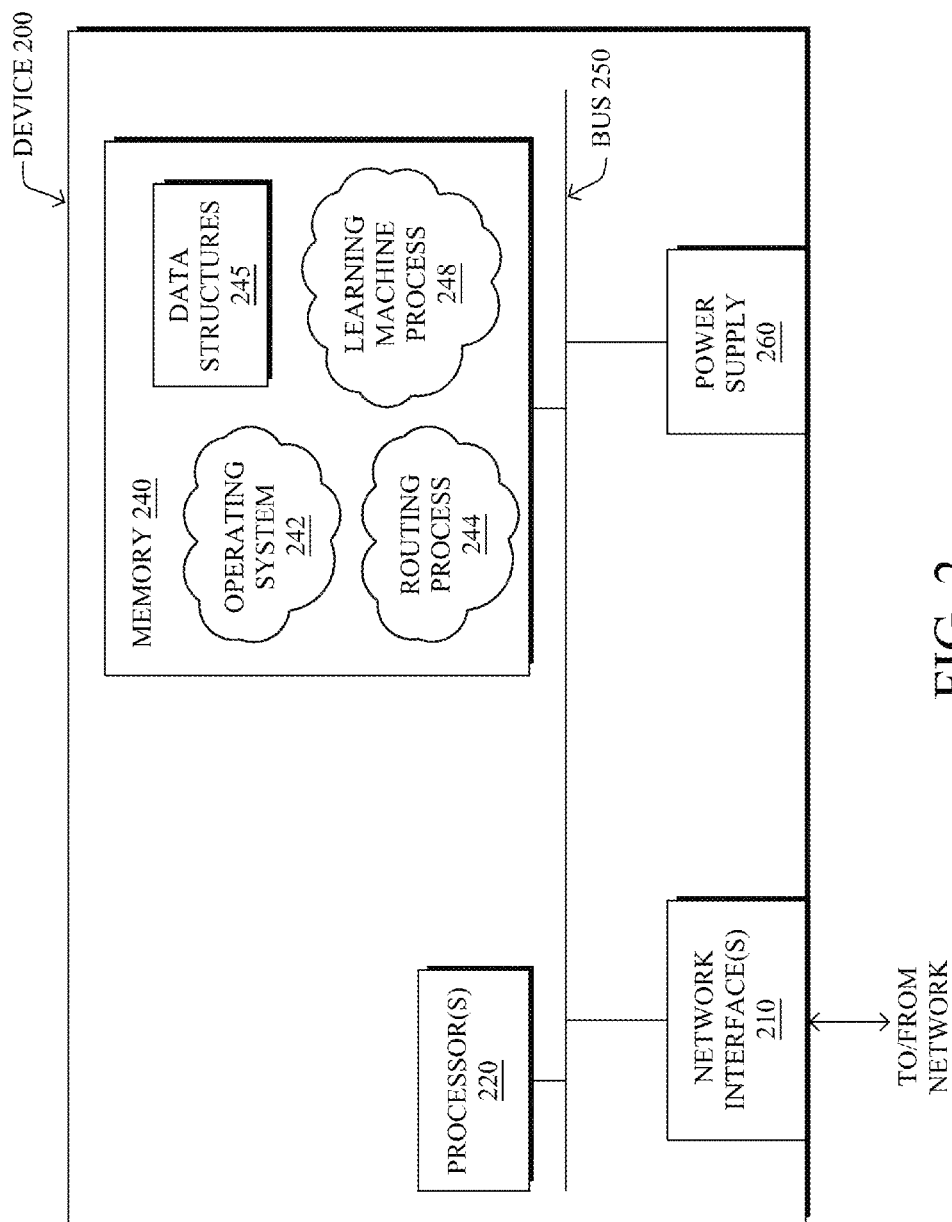 DEVICE 200
MEMORY 240
OPERATING
SYSTEM
242
DATA
STRUCTURES
245
ROUTING
PROCESS
244
LEARNING
MACHINE
PROCESS
248
PROCESSOR(S)
220
BUS 250
NETWORK
INTERFACE(S)
210
POWER
SUPPLY
260
TO/FROM
NETWORK
FIG. 2